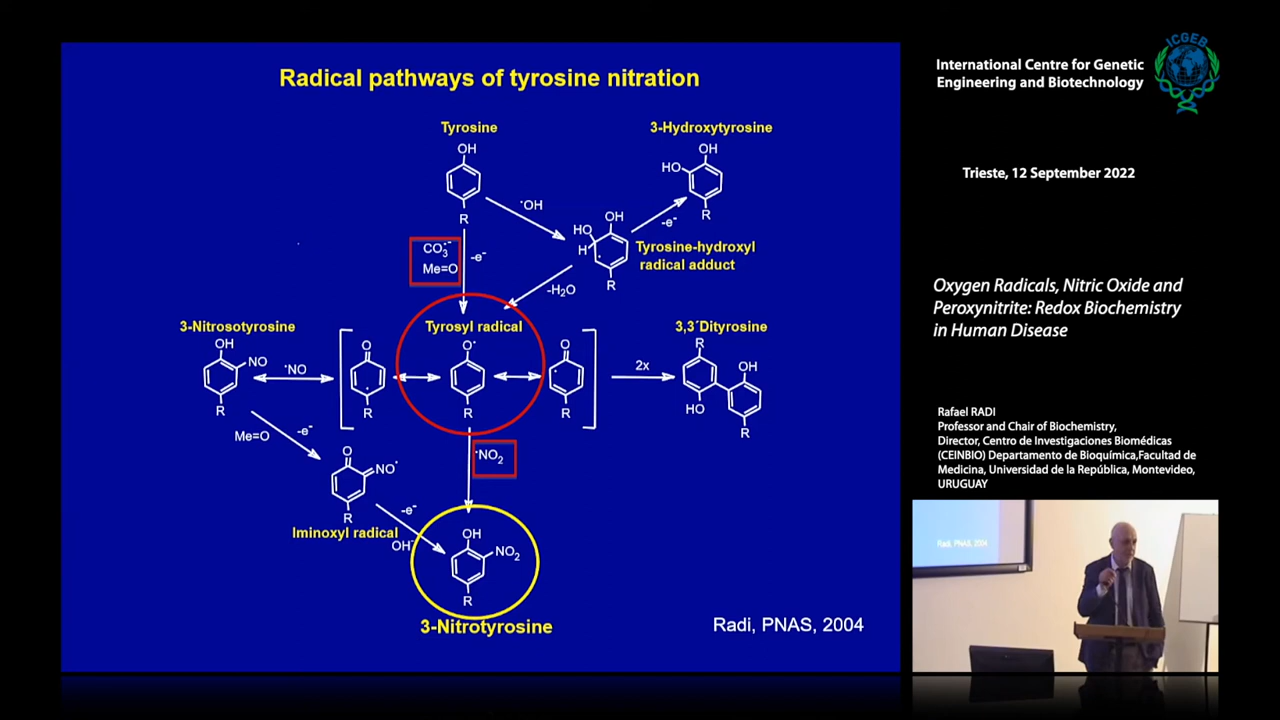 Radical pathways of tyrosine nitration
Tyrosine
3-Hydroxytyrosine
OH
OH
HO
R
R
˙OH
-e⁻
OH
HO
H
R
Tyrosine-hydroxyl
radical adduct
CO₃˙⁻
Me=O
-e⁻
-H₂O
3-Nitrosotyrosine
Tyrosyl radical
3,3´Dityrosine
OH
NO
R
˙NO
O
R
O˙
R
O
R
2x
R
OH
HO
R
Me=O
-e⁻
˙NO₂
O
NO˙
R
Iminoxyl radical
-e⁻
OH⁻
OH
NO₂
R
3-Nitrotyrosine
Radi, PNAS, 2004
International Centre for Genetic
Engineering and Biotechnology
ICGEB
Trieste, 12 September 2022
Oxygen Radicals, Nitric Oxide and
Peroxynitrite: Redox Biochemistry
in Human Disease
Rafael RADI
Professor and Chair of Biochemistry,
Director, Centro de Investigaciones Biomédicas
(CEINBIO) Departamento de Bioquímica,Facultad de
Medicina, Universidad de la República, Montevideo,
URUGUAY
Radi, PNAS, 2004